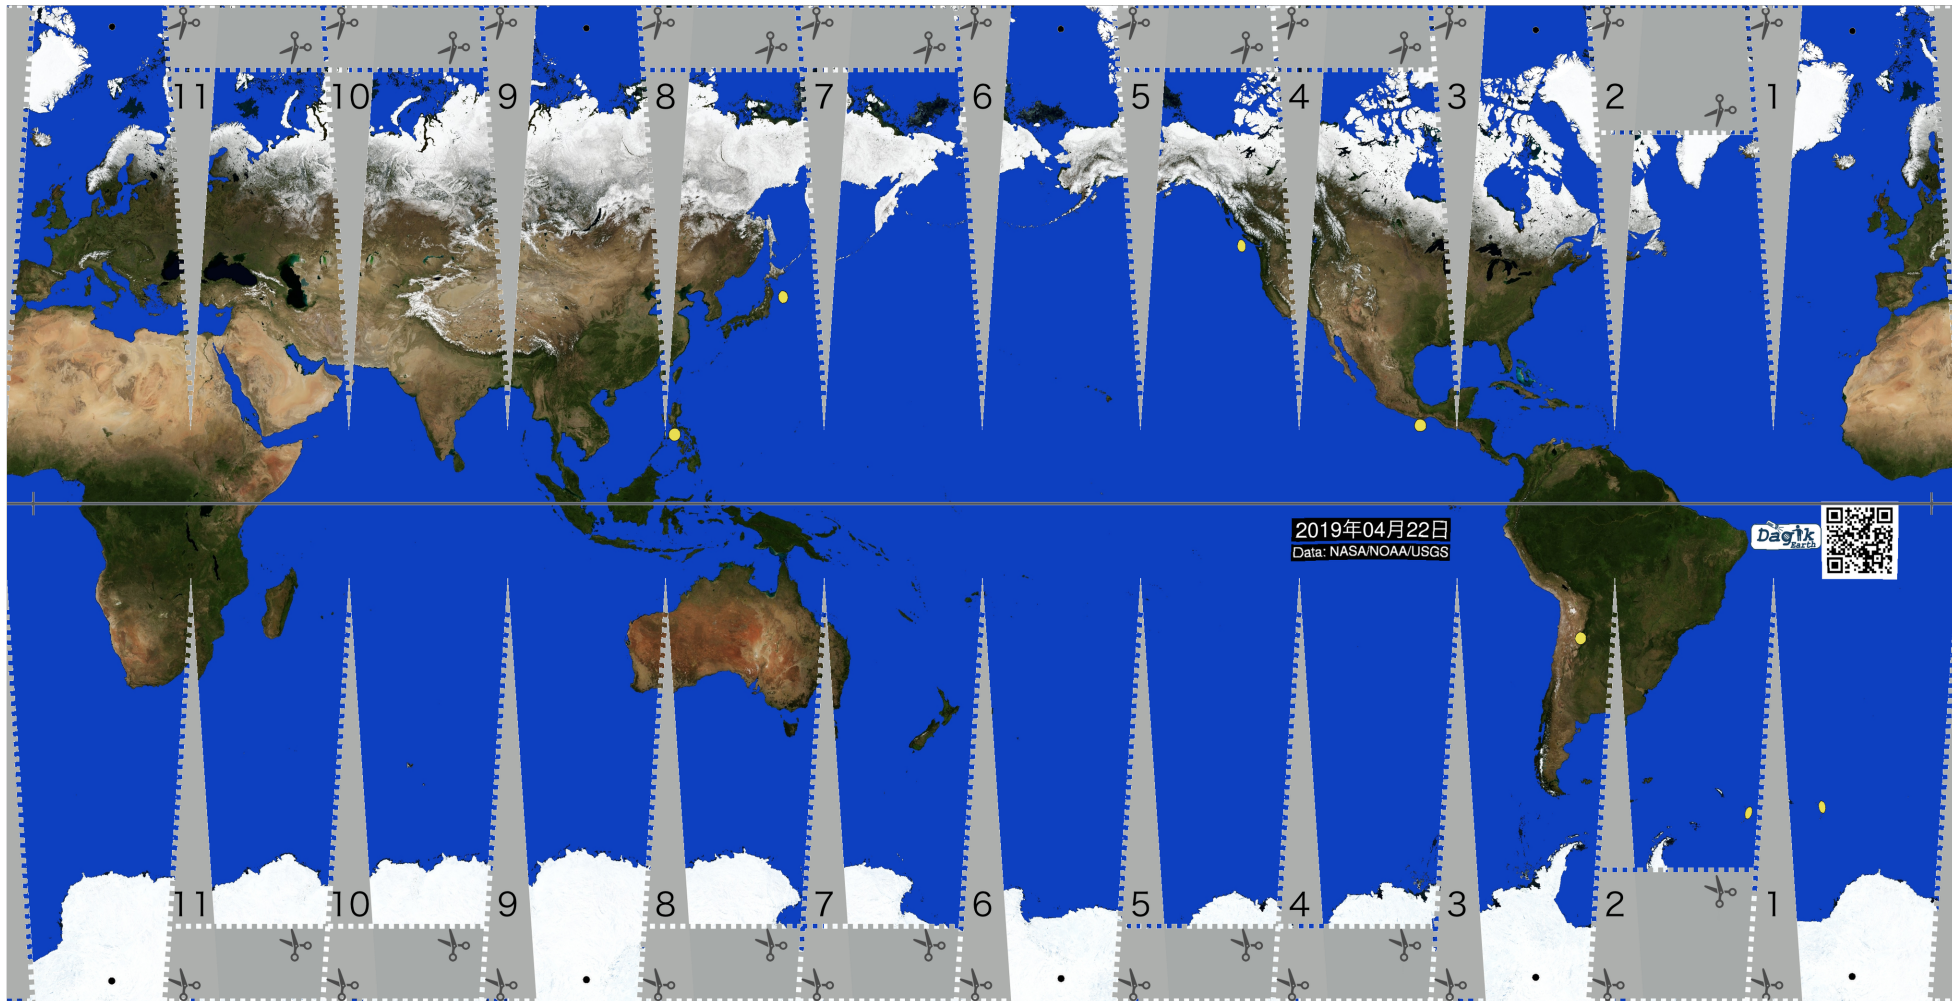 11 10 9 8 7 6 5 4 3 2 1
2019年04月22日
Data: NASA/NOAA/USGS
Dagik
Earth
11 10 9 8 7 6 5 4 3 2 1